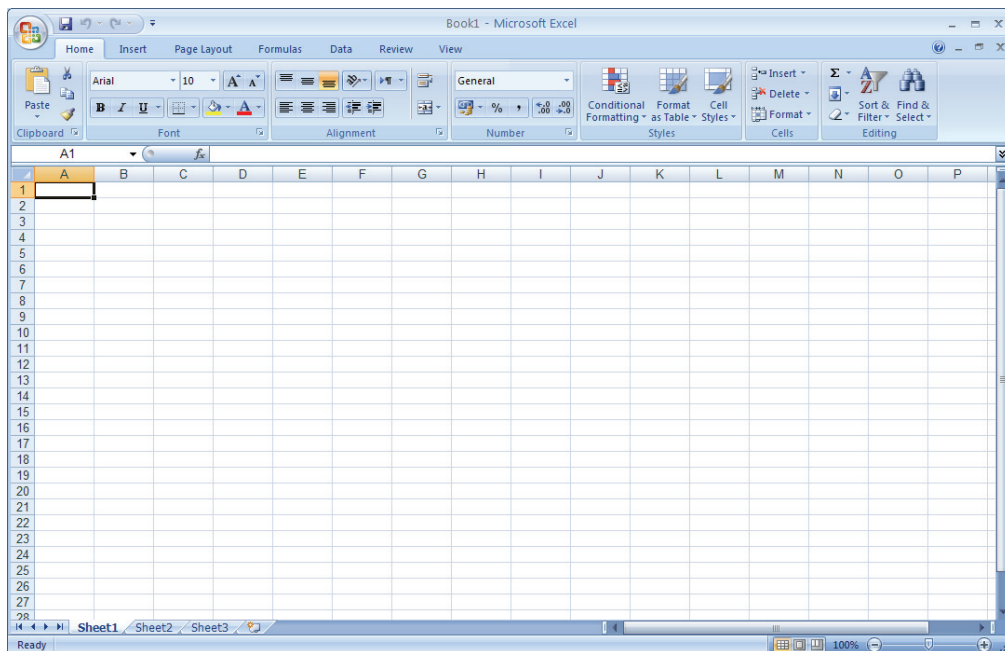 Book1 - Microsoft Excel
Home Insert Page Layout Formulas Data Review View
Arial 10 General Insert Σ
Paste B I U A % , Conditional Formatting Format as Table Cell Styles Delete Sort & Filter Find & Select
Format
Clipboard Font Alignment Number Styles Cells Editing
A1 fx
A B C D E F G H I J K L M N O P
1
2
3
4
5
6
7
8
9
10
11
12
13
14
15
16
17
18
19
20
21
22
23
24
25
26
27
28
Sheet1 Sheet2 Sheet3
Ready 100%